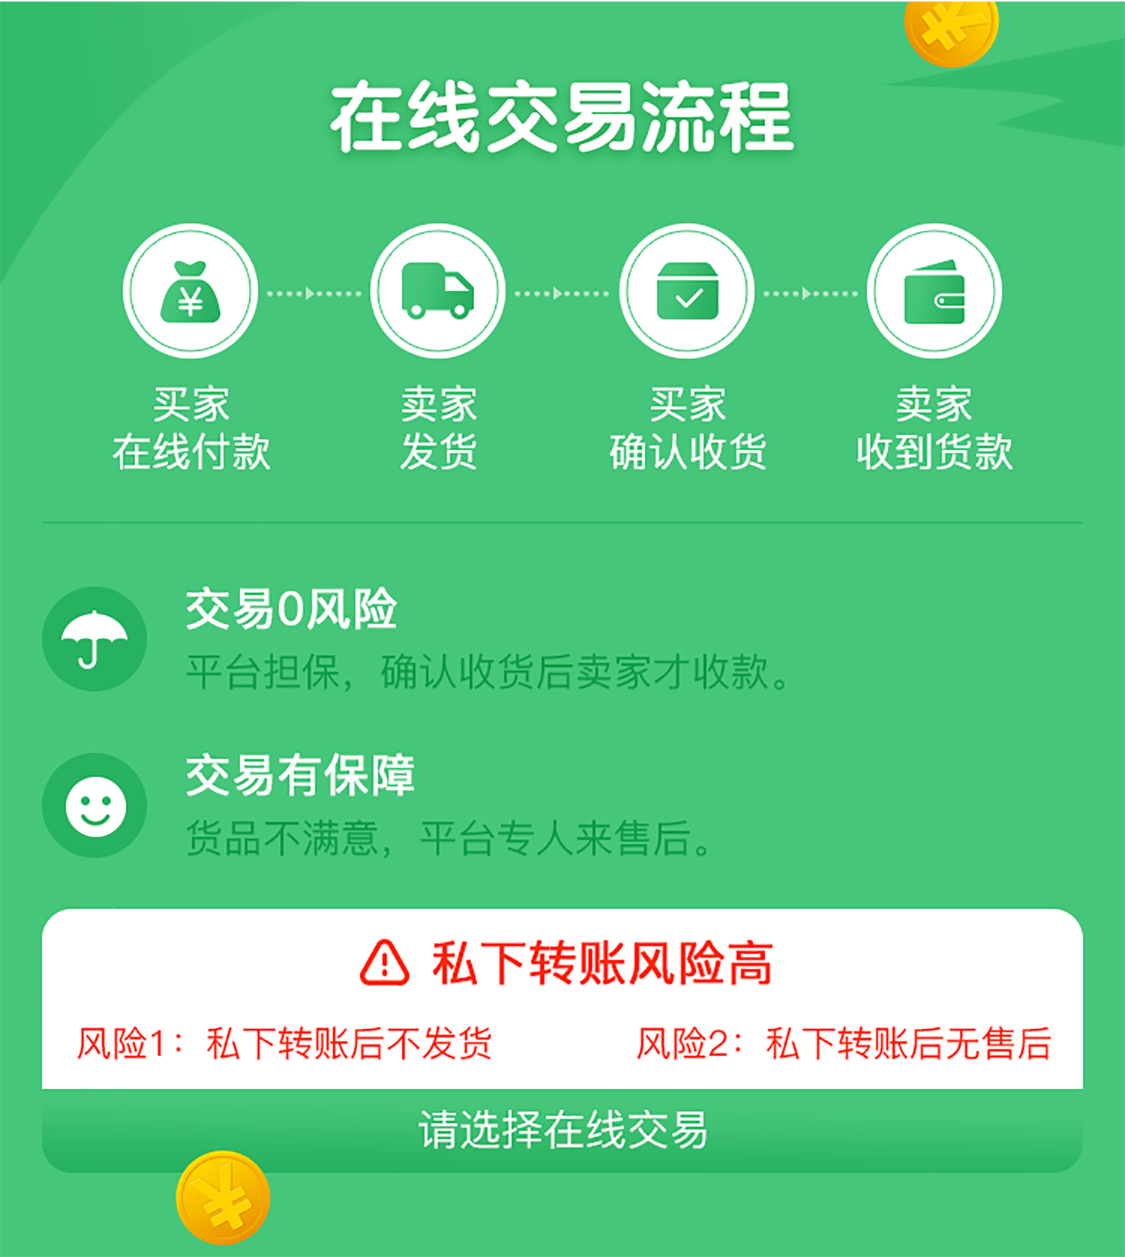 在线交易流程
买家
在线付款
卖家
发货
买家
确认收货
卖家
收到货款
交易0风险
平台担保，确认收货后卖家才收款。
交易有保障
货品不满意，平台专人来售后。
私下转账风险高
风险1：私下转账后不发货
风险2：私下转账后无售后
请选择在线交易